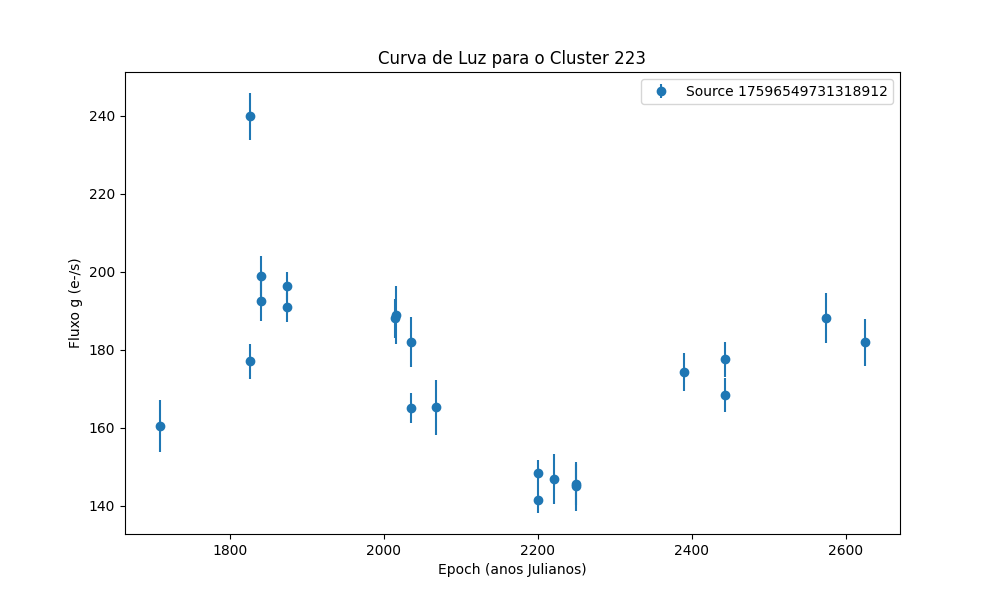 Curva de Luz para o Cluster 223
Source 17596549731318912
Fluxo g (e-/s)
240
220
200
180
160
140
1800 2000 2200 2400 2600
Epoch (anos Julianos)